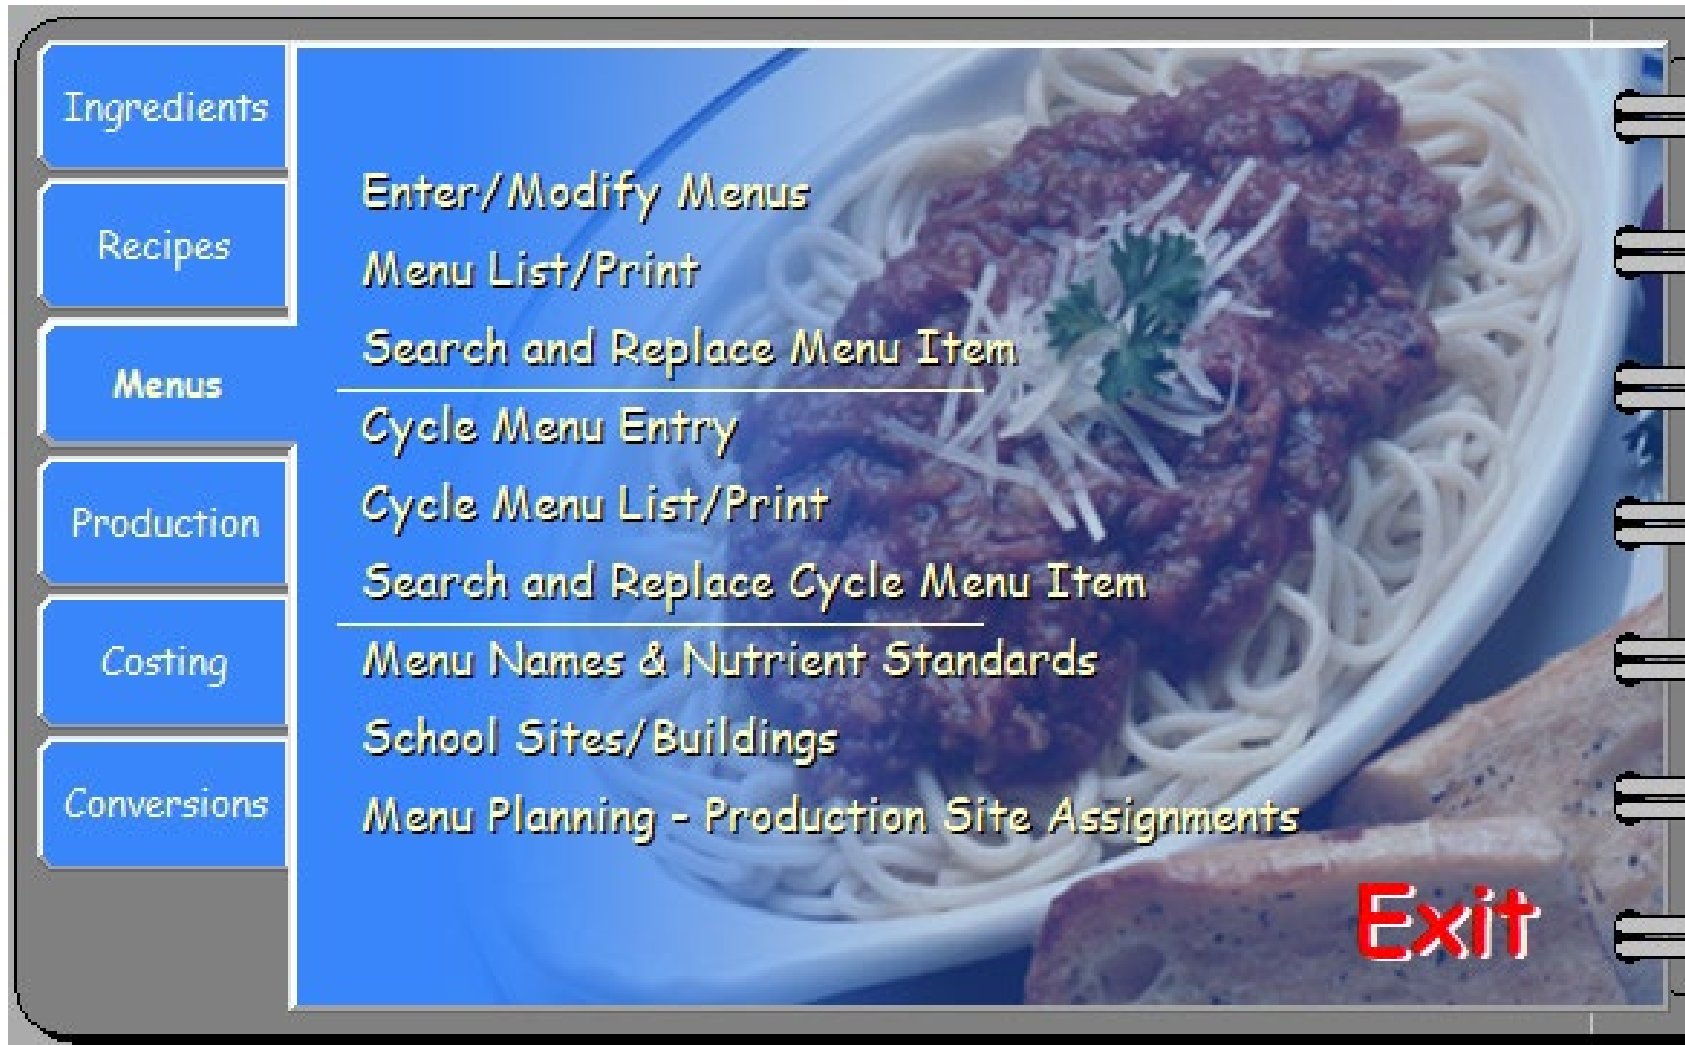 Ingredients
Recipes
Menus
Production
Costing
Conversions
Enter/Modify Menus
Menu List/Print
Search and Replace Menu Item
Cycle Menu Entry
Cycle Menu List/Print
Search and Replace Cycle Menu Item
Menu Names & Nutrient Standards
School Sites/Buildings
Menu Planning - Production Site Assignments
Exit